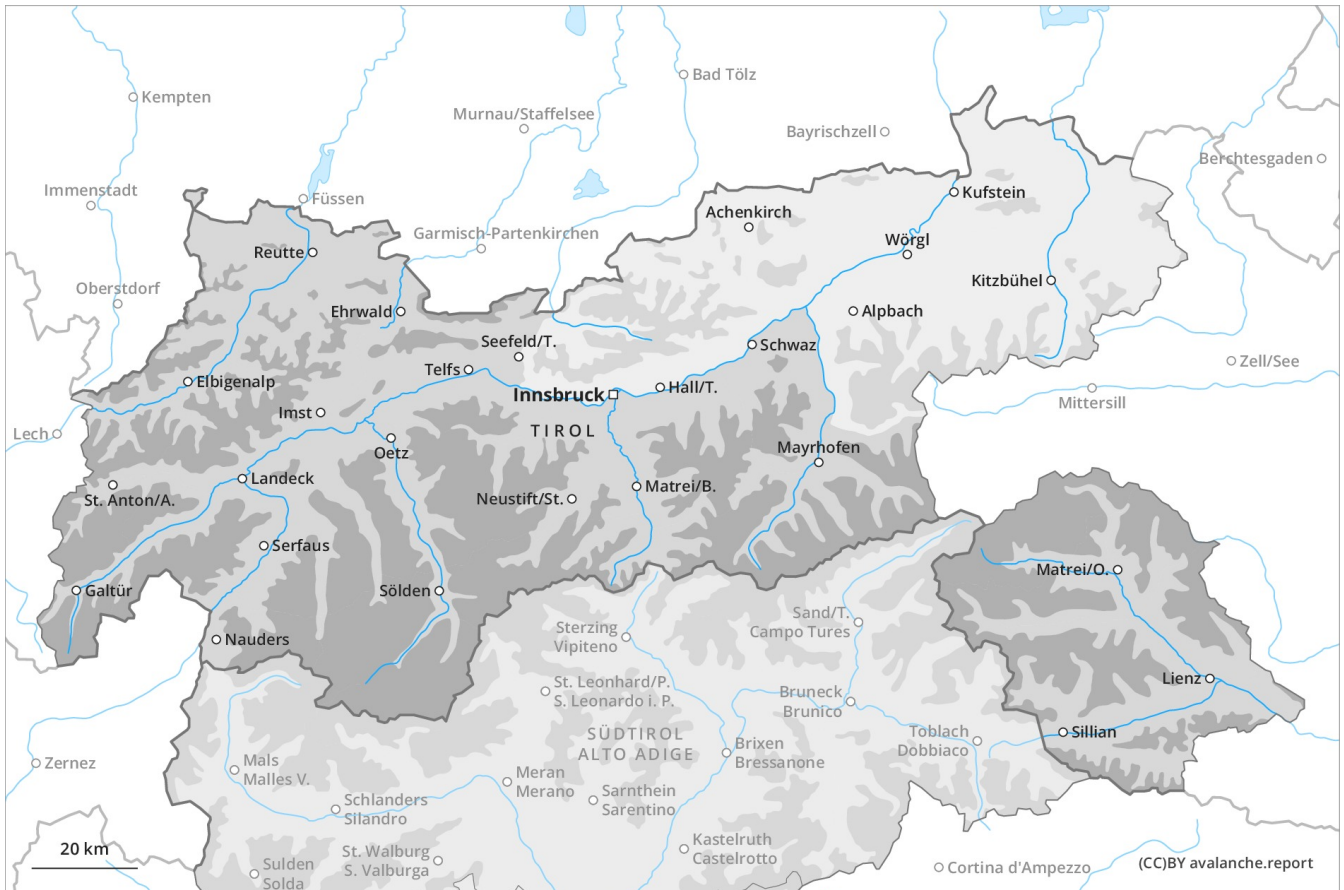 Bad Tölz
Kempten
Murnau/Staffelsee
Bayrischzell
Berchtesgaden
Immenstadt
Füssen
Kufstein
Achenkirch
Garmisch-Partenkirchen
Wörgl
Reutte
Kitzbühel
Oberstdorf
Ehrwald
Alpbach
Seefeld/T.
Schwaz
Zell/See
Telfs
Elbigenalp
Hall/T.
Innsbruck
Mittersill
Imst
TIROL
Lech
Oetz
Mayrhofen
Landeck
Matrei/B.
St. Anton/A.
Neustift/St.
Serfaus
Matrei/O.
Galtür
Sölden
Sand/T.
Campo Tures
Sterzing
Vipiteno
Nauders
Lienz
St. Leonhard/P.
S. Leonardo i. P.
Bruneck
Brunico
SÜDTIROL
ALTO ADIGE
Toblach
Dobbiaco
Sillian
Brixen
Bressanone
Zernez
Mals
Malles V.
Meran
Merano
Sarnthein
Sarentino
Schlanders
Silandro
Kastelruth
Castelrotto
20 km
St. Walburg
S. Valburga
Sulden
Solda
Cortina d'Ampezzo
(CC)BY avalanche.report